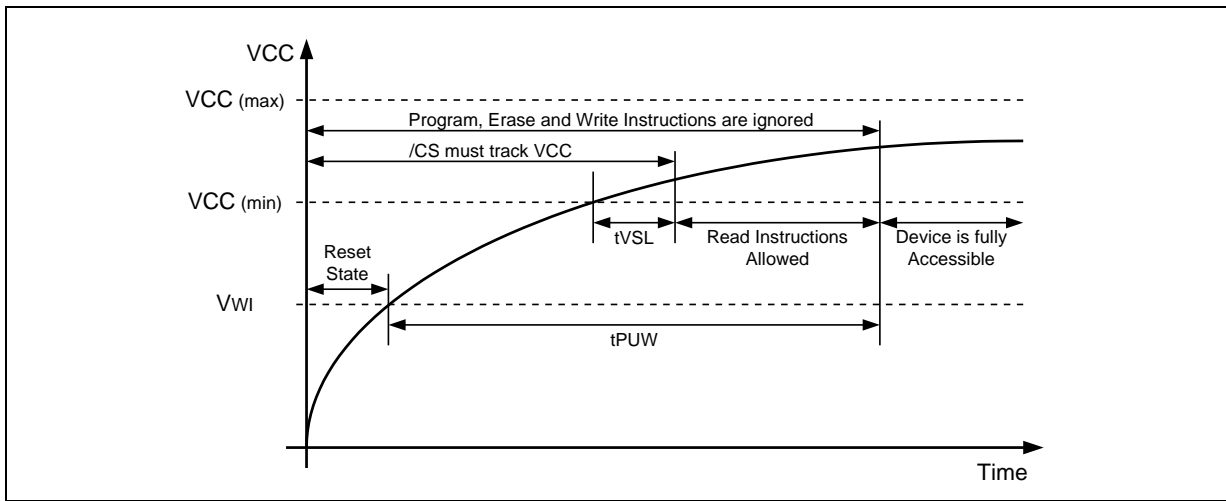 VCC
VCC (max)
Program, Erase and Write Instructions are ignored
/CS must track VCC
VCC (min)
tVSL
Read Instructions
Allowed
Device is fully
Accessible
Reset
State
VWI
tPUW
Time